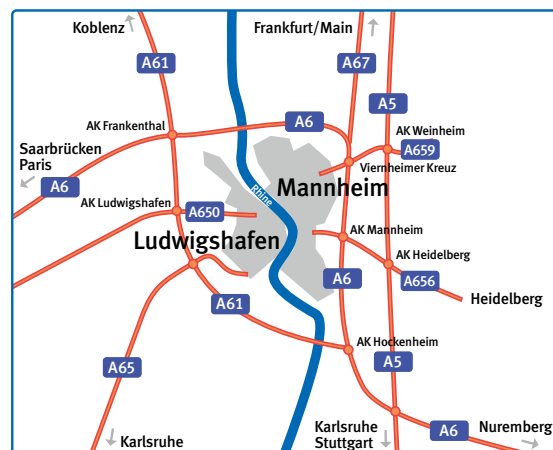 Koblenz
Frankfurt/Main
A61
A67
A5
AK Frankenthal
A6
AK Weinheim
A659
Saarbrücken
Paris
Viernheimer Kreuz
A6
Mannheim
Rhine
AK Ludwigshafen
A650
AK Mannheim
Ludwigshafen
AK Heidelberg
A6
A656
Heidelberg
A61
AK Hockenheim
A65
A5
Karlsruhe
Karlsruhe
Stuttgart
A6
Nuremberg